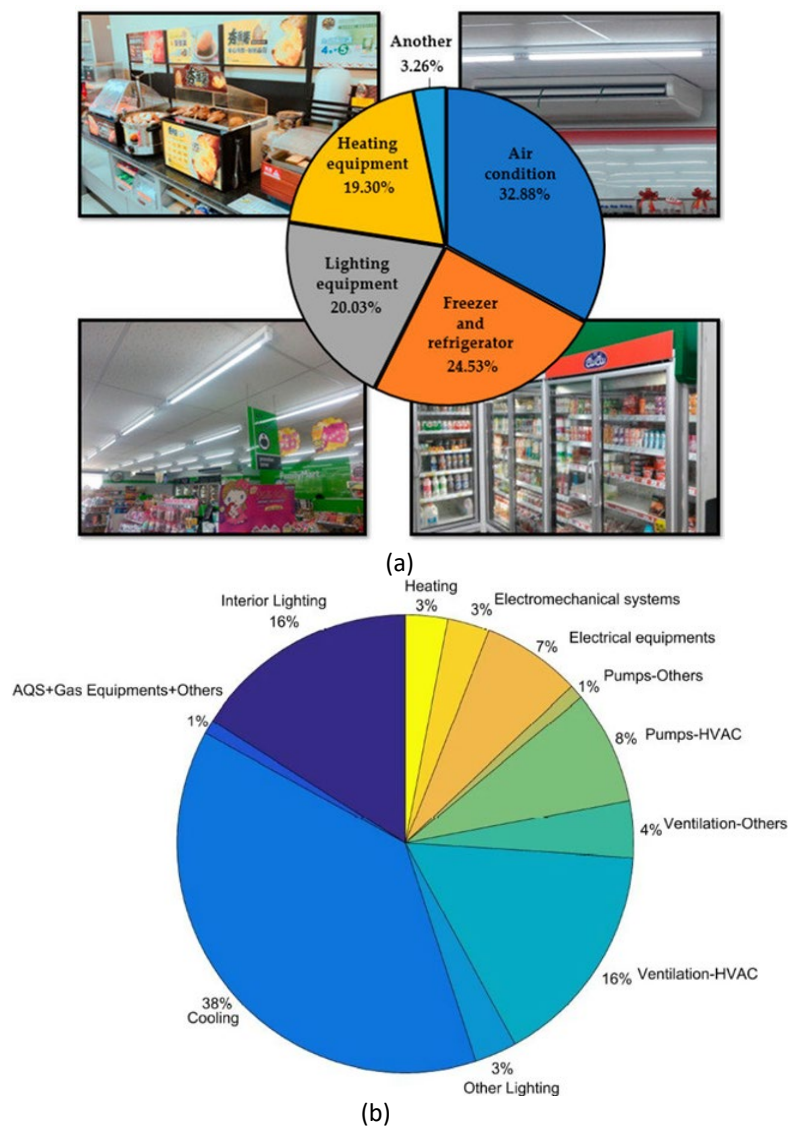 Another
3.26%
Heating
equipment
19.30%
Air
condition
32.88%
Lighting
equipment
20.03%
Freezer
and
refrigerator
24.53%
(a)
Heating
3%
Electromechanical systems
3%
Interior Lighting
16%
Electrical equipments
7%
Pumps-Others
1%
AQS+Gas Equipments+Others
1%
Pumps-HVAC
8%
4% Ventilation-Others
16% Ventilation-HVAC
38%
Cooling
3%
Other Lighting
(b)